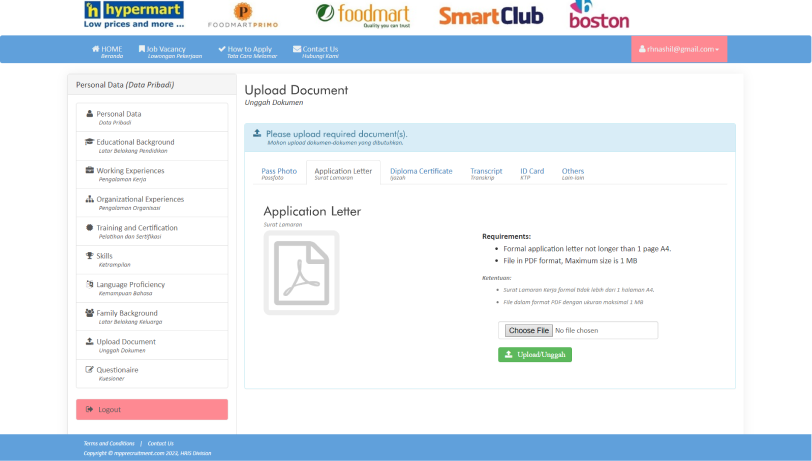 hypermart
Low prices and more ...
P
FOODMARTPRIMO
foodmart
Quality you can trust
SmartClub
b
boston
HOME
Beranda
Job Vacancy
Lowongan Pekerjaan
How to Apply
Tata Cara Melamar
Contact Us
Hubungi Kami
Personal Data (Data Pribadi)
Personal Data
Data Pribadi
Educational Background
Latar Belakang Pendidikan
Working Experiences
Pengalaman Kerja
Organizational Experiences
Pengalaman Organisasi
Training and Certification
Pelatihan dan Sertifikasi
Skills
Ketrampilan
Language Proficiency
Kemampuan Bahasa
Family Background
Latar Belakang Keluarga
Upload Document
Unggah Dokumen
Questionaire
Kuesioner
Logout
Upload Document
Unggah Dokumen
Please upload required document(s).
Mohon upload dokumen-dokumen yang dibutuhkan.
Pass Photo
Passfoto
Application Letter
Surat Lamaran
Diploma Certificate
Ijazah
Transcript
Transkrip
ID Card
KTP
Others
Lain-lain
Application Letter
Surat Lamaran
Requirements:
Formal application letter not longer than 1 page A4.
File in PDF format, Maximum size is 1 MB
Ketentuan:
Surat Lamaran Kerja formal tidak lebih dari 1 halaman A4.
File dalam format PDF dengan ukuran maksimal 1 MB
Choose File No file chosen
Upload/Unggah
Terms and Conditions | Contact Us
Copyright © mpprecruitment.com 2023, HRIS Division